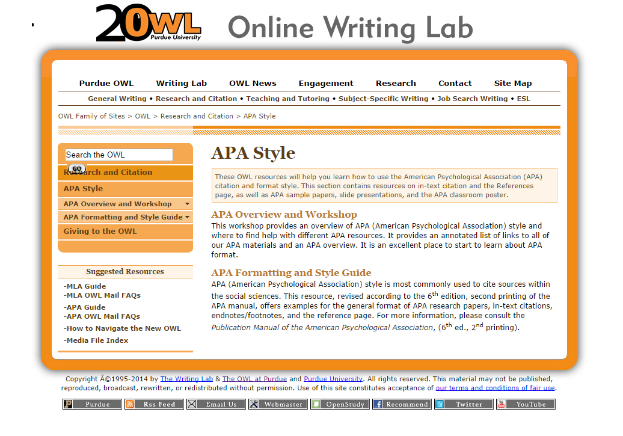 20 OWL Purdue University Online Writing Lab
Purdue OWL Writing Lab OWL News Engagement Research Contact Site Map
General Writing • Research and Citation • Teaching and Tutoring • Subject-Specific Writing • Job Search Writing • ESL
OWL Family of Sites > OWL > Research and Citation > APA Style
Search the OWL
GO
Research and Citation
APA Style
APA Overview and Workshop
APA Formatting and Style Guide
Giving to the OWL
Suggested Resources
-MLA Guide
-MLA OWL Mail FAQs
-APA Guide
-APA OWL Mail FAQs
-How to Navigate the New OWL
-Media File Index
APA Style
These OWL resources will help you learn how to use the American Psychological Association (APA)
citation and format style. This section contains resources on in-text citation and the References
page, as well as APA sample papers, slide presentations, and the APA classroom poster.
APA Overview and Workshop
This workshop provides an overview of APA (American Psychological Association) style and
where to find help with different APA resources. It provides an annotated list of links to all of
our APA materials and an APA overview. It is an excellent place to start to learn about APA
format.
APA Formatting and Style Guide
APA (American Psychological Association) style is most commonly used to cite sources
within the social sciences. This resource, revised according to the 6th edition, second printing of the
APA manual, offers examples for the general format of APA research papers, in-text citations,
endnotes/footnotes, and the reference page. For more information, please consult the
Publication Manual of the American Psychological Association, (6th ed., 2nd printing).
Copyright Â©1995-2014 by The Writing Lab & The OWL at Purdue and Purdue University. All rights reserved. This material may not be published,
reproduced, broadcast, rewritten, or redistributed without permission. Use of this site constitutes acceptance of our terms and conditions of fair use.
Purdue Rss Feed Email Us Webmaster OpenStudy Recommend Twitter YouTube